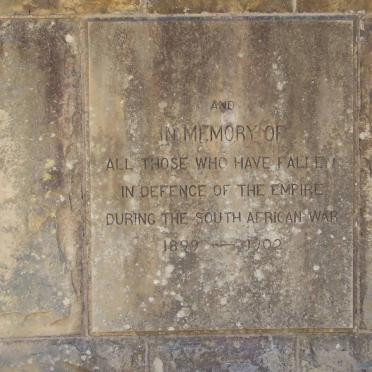 AND
IN MEMORY OF
ALL THOSE WHO HAVE FALLEN
IN DEFENCE OF THE EMPIRE
DURING THE SOUTH AFRICAN WAR
1899 — 1902